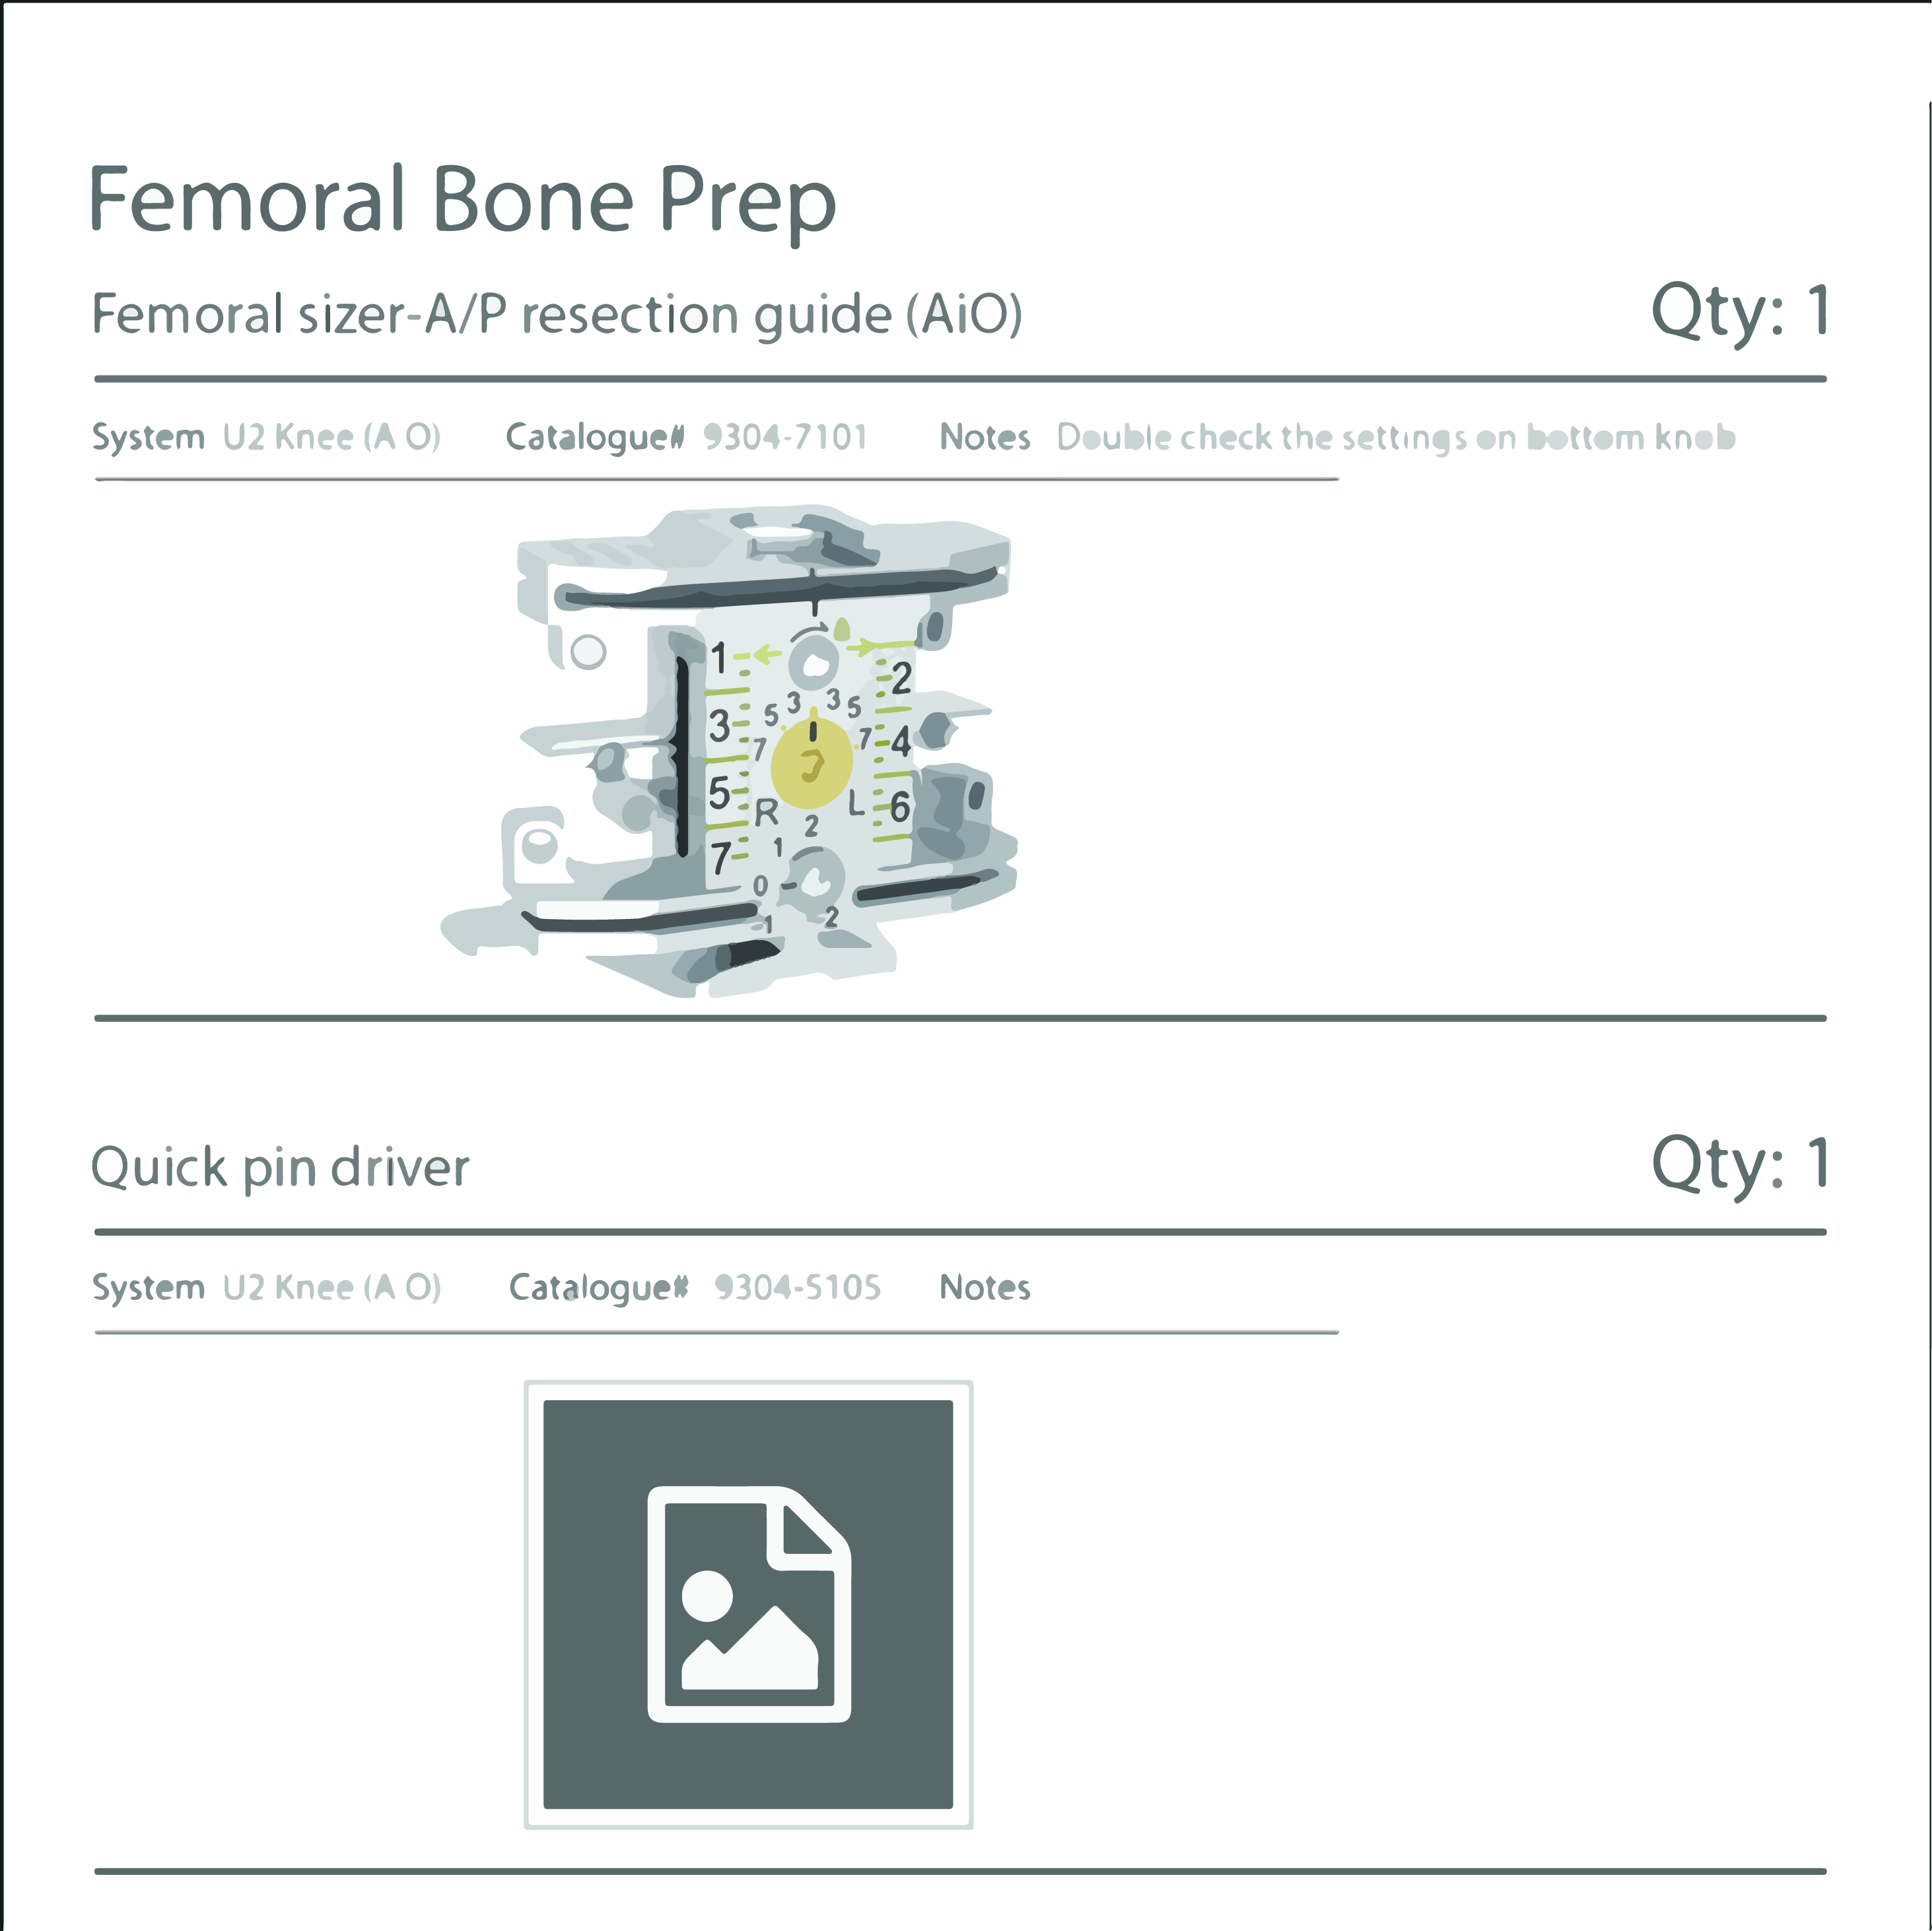 Femoral Bone Prep
Femoral sizer-A/P resection guide (AiO)
Qty: 1
System U2 Knee (AiO) Catalogue# 9304-7101 Notes Double check the settings on bottom knob
1 2
3 3
5 5
3 4
7 7
5 6
R L
2
7 1
0
1 2
Quick pin driver
Qty: 1
System U2 Knee (AiO) Catalogue# 9304-5105 Notes